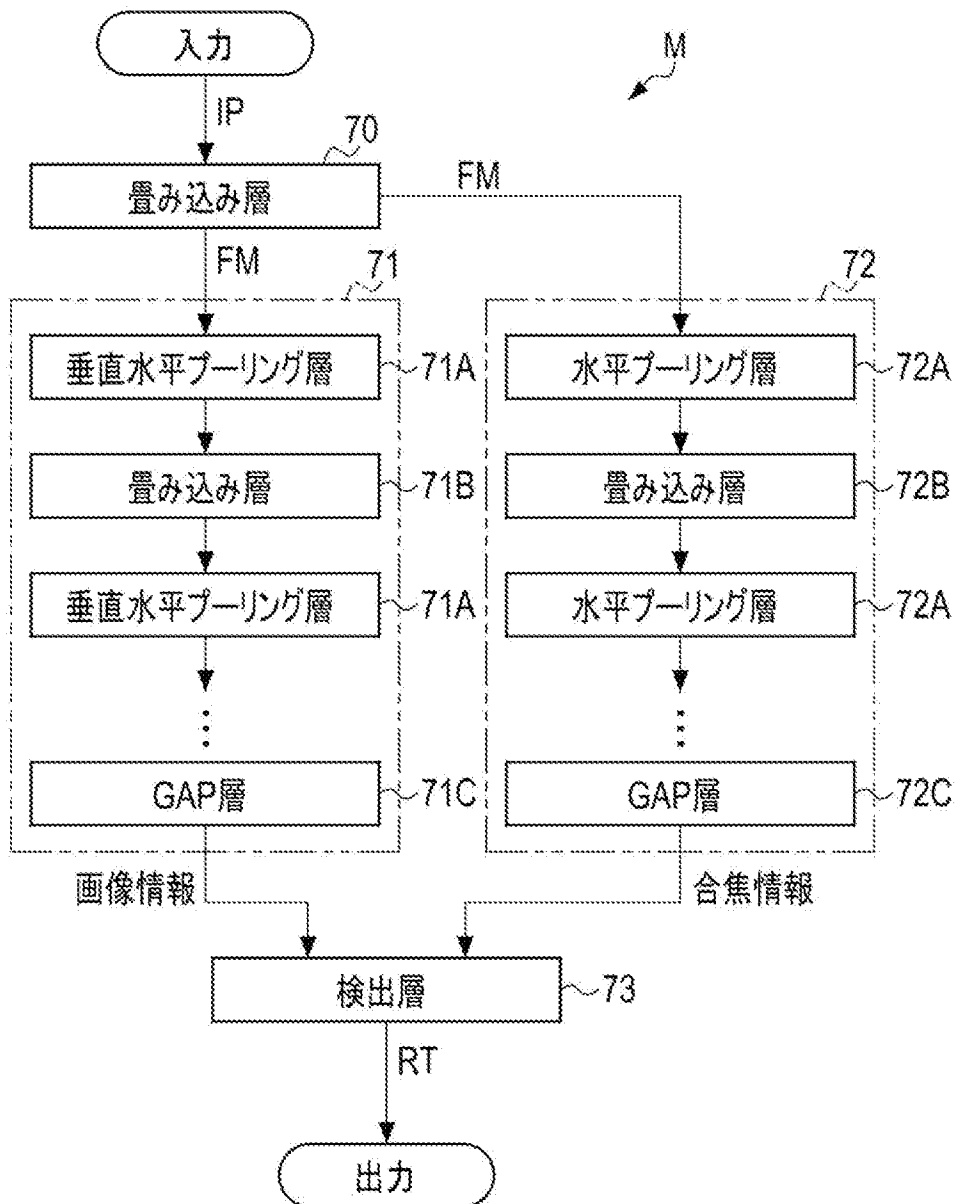 入力
M
IP
70
畳み込み層
FM
FM
71
72
垂直水平プーリング層
71A
水平プーリング層
72A
畳み込み層
71B
畳み込み層
72B
垂直水平プーリング層
71A
水平プーリング層
72A
GAP層
71C
GAP層
72C
画像情報
合焦情報
検出層
73
RT
出力